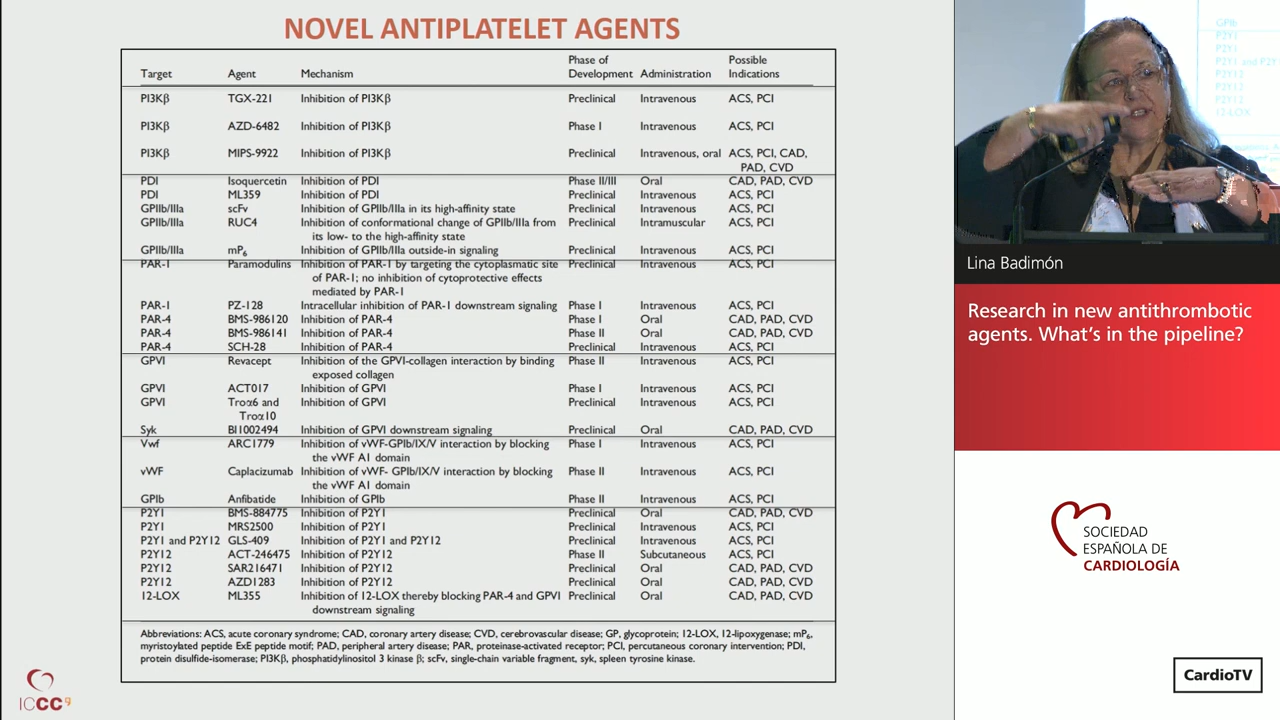 NOVEL ANTIPLATELET AGENTS
Target Agent Mechanism Phase of Development Administration Possible Indications
PI3Kβ TGX-221 Inhibition of PI3Kβ Preclinical Intravenous ACS, PCI
PI3Kβ AZD-6482 Inhibition of PI3Kβ Phase I Intravenous ACS, PCI
PI3Kβ MIPS-9922 Inhibition of PI3Kβ Preclinical Intravenous, oral ACS, PCI, CAD,
PAD, CVD
PDI Isoquercetin Inhibition of PDI Phase II/III Oral CAD, PAD, CVD
PDI ML359 Inhibition of PDI Preclinical Intravenous ACS, PCI
GPIIb/IIIa scFv Inhibition of GPIIb/IIIa in its high-affinity state Preclinical Intravenous ACS, PCI
GPIIb/IIIa RUC4 Inhibition of conformational change of GPIIb/IIIa from Preclinical Intramuscular ACS, PCI
its low- to the high-affinity state
GPIIb/IIIa mP6 Inhibition of GPIIb/IIIa outside-in signaling Preclinical Intravenous ACS, PCI
PAR-1 Paramodulins Inhibition of PAR-1 by targeting the cytoplasmatic site Preclinical Intravenous ACS, PCI
of PAR-1; no inhibition of cytoprotective effects
mediated by PAR-1
PAR-1 PZ-128 Intracellular inhibition of PAR-1 downstream signaling Phase I Intravenous ACS, PCI
PAR-4 BMS-986120 Inhibition of PAR-4 Phase I Oral CAD, PAD, CVD
PAR-4 BMS-986141 Inhibition of PAR-4 Phase II Oral CAD, PAD, CVD
PAR-4 SCH-28 Inhibition of PAR-4 Preclinical Intravenous ACS, PCI
GPVI Revacept Inhibition of the GPVI-collagen interaction by binding Phase II Intravenous ACS, PCI
exposed collagen
GPVI ACT017 Inhibition of GPVI Phase I Intravenous ACS, PCI
GPVI Troα6 and Inhibition of GPVI Preclinical Intravenous ACS, PCI
Troα10
Syk BI1002494 Inhibition of GPVI downstream signaling Preclinical Oral CAD, PAD, CVD
Vwf ARC1779 Inhibition of vWF-GPIb/IX/V interaction by blocking Phase I Intravenous ACS, PCI
the vWF A1 domain
vWF Caplacizumab Inhibition of vWF- GPIb/IX/V interaction by blocking Phase II Intravenous ACS, PCI
the vWF A1 domain
GPIb Anfibatide Inhibition of GPIb Phase II Intravenous ACS, PCI
P2Y1 BMS-884775 Inhibition of P2Y1 Preclinical Oral CAD, PAD, CVD
P2Y1 MRS2500 Inhibition of P2Y1 Preclinical Intravenous ACS, PCI
P2Y1 and P2Y12 GLS-409 Inhibition of P2Y1 and P2Y12 Preclinical Intravenous ACS, PCI
P2Y12 ACT-246475 Inhibition of P2Y12 Phase II Subcutaneous ACS, PCI
P2Y12 SAR216471 Inhibition of P2Y12 Preclinical Oral CAD, PAD, CVD
P2Y12 AZD1283 Inhibition of P2Y12 Preclinical Oral CAD, PAD, CVD
12-LOX ML355 Inhibition of 12-LOX thereby blocking PAR-4 and GPVI Preclinical Oral CAD, PAD, CVD
downstream signaling
Abbreviations: ACS, acute coronary syndrome; CAD, coronary artery disease; CVD, cerebrovascular disease; GP, glycoprotein; 12-LOX, 12-lipoxygenase; mP6,
myristoylated peptide ExE peptide motif; PAD, peripheral artery disease; PAR, proteinase-activated receptor; PCI, percutaneous coronary intervention; PDI,
protein disulfide-isomerase; PI3Kβ, phosphatidylinositol 3 kinase β; scFv, single-chain variable fragment, syk, spleen tyrosine kinase.
ICCC
GPIb
P2Y1
P2Y1
P2Y1 and P2Y
P2Y12
P2Y12
P2Y12
12-LOX
Lina Badimón
Research in new antithrombotic
agents. What's in the pipeline?
SOCIEDAD
ESPAÑOLA DE
CARDIOLOGÍA
CardioTV